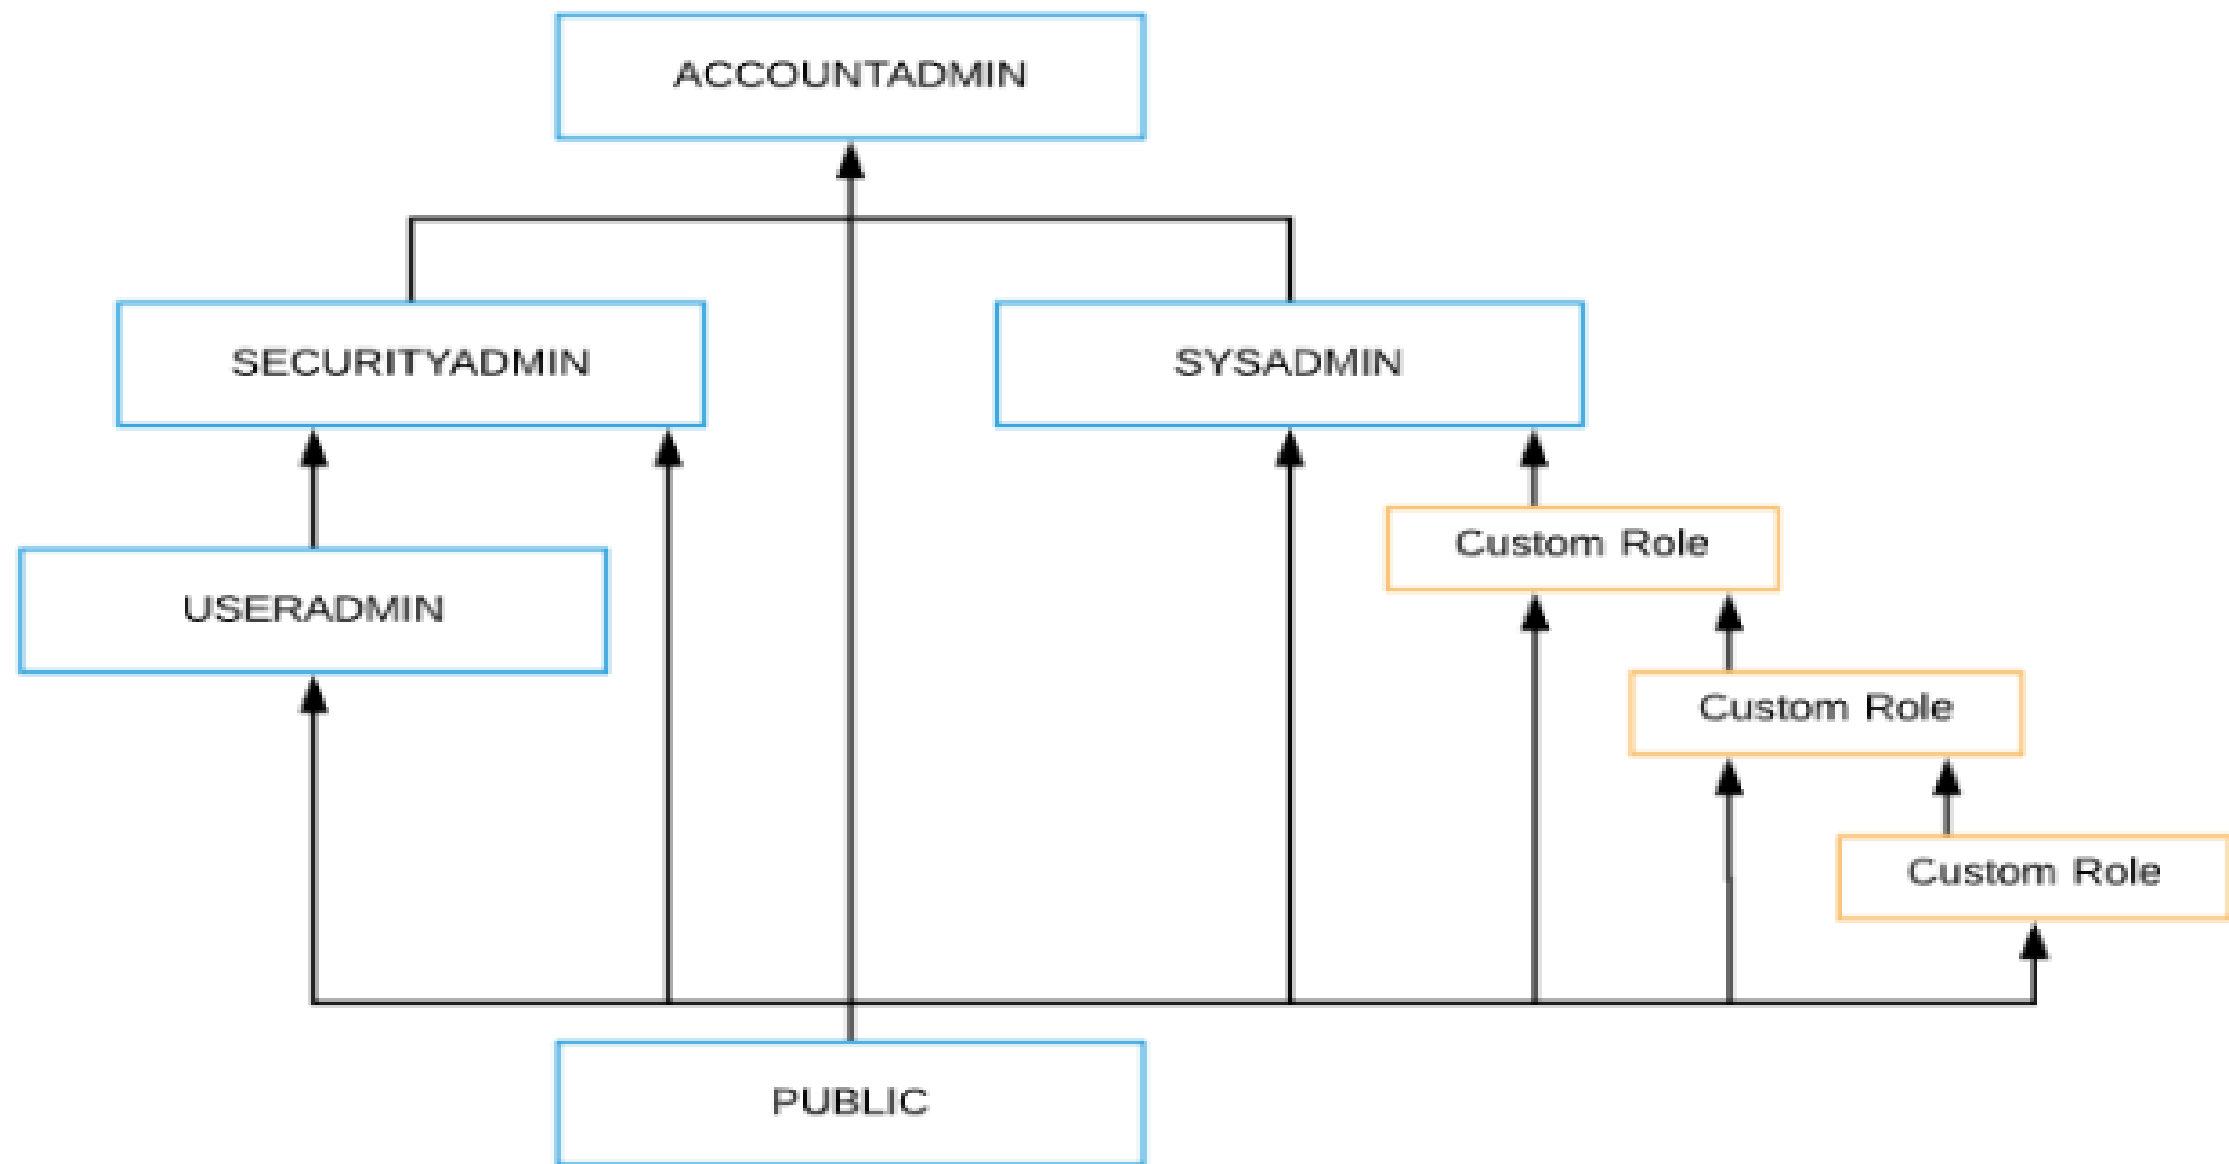 ACCOUNTADMIN
SECURITYADMIN
SYSADMIN
Custom Role
USERADMIN
Custom Role
Custom Role
PUBLIC